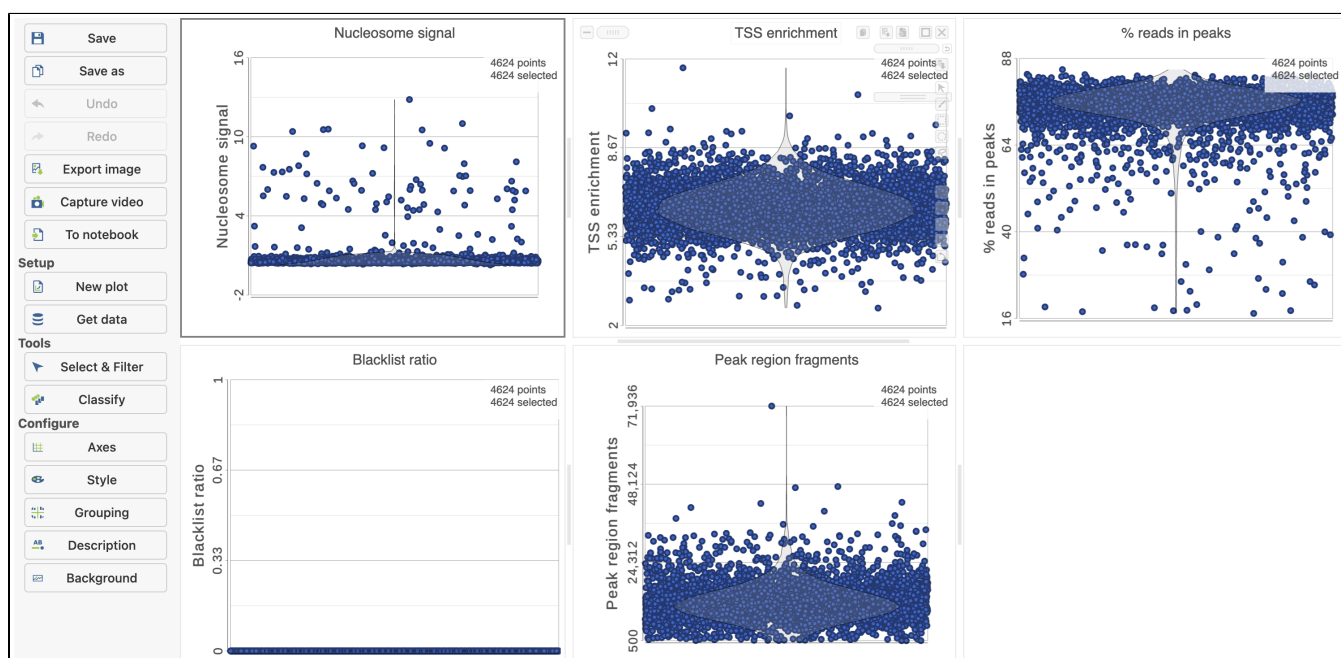 Save
Save as
Undo
Redo
Export image
Capture video
To notebook
Setup
New plot
Get data
Tools
Select & Filter
Classify
Configure
Axes
Style
Grouping
Description
Background
Nucleosome signal
4624 points
4624 selected
Nucleosome signal
16
10
4
-2
TSS enrichment
4624 points
4624 selected
TSS enrichment
12
8.67
5.33
2
% reads in peaks
4624 points
4624 selected
% reads in peaks
88
64
40
16
Blacklist ratio
4624 points
4624 selected
Blacklist ratio
1
0.67
0.33
0
Peak region fragments
4624 points
4624 selected
Peak region fragments
71,936
48,124
24,312
500